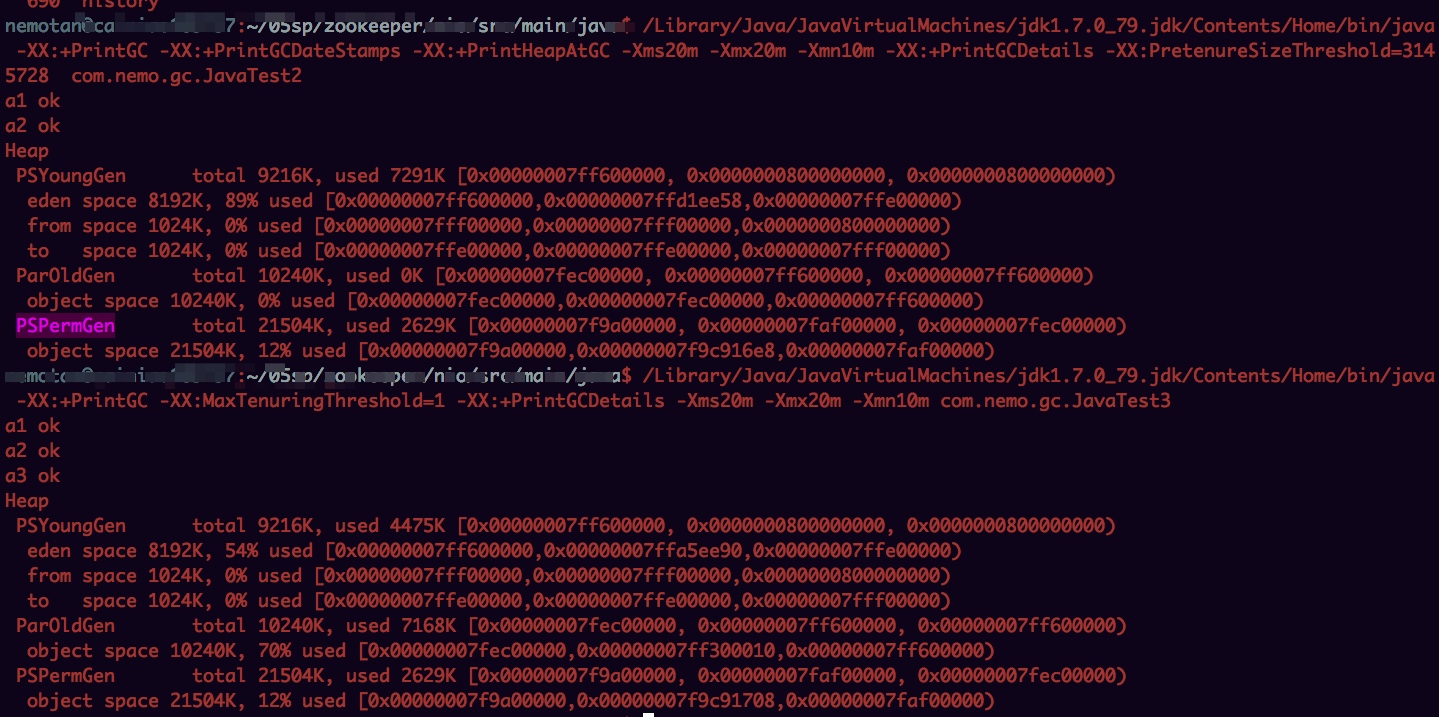 690 history
nemotan@ 7:~/05sp/zookeeper/nio/src/main/java$ /Library/Java/JavaVirtualMachines/jdk1.7.0_79.jdk/Contents/Home/bin/java
-XX:+PrintGC -XX:+PrintGCDateStamps -XX:+PrintHeapAtGC -Xms20m -Xmx20m -Xmn10m -XX:+PrintGCDetails -XX:PretenureSizeThreshold=314
5728  com.nemo.gc.JavaTest2
a1 ok
a2 ok
Heap
 PSYoungGen      total 9216K, used 7291K [0x00000007ff600000, 0x0000000800000000, 0x0000000800000000)
  eden space 8192K, 89% used [0x00000007ff600000,0x00000007ffd1ee58,0x00000007ffe00000)
  from space 1024K, 0% used [0x00000007fff00000,0x00000007fff00000,0x0000000800000000)
  to   space 1024K, 0% used [0x00000007ffe00000,0x00000007ffe00000,0x00000007fff00000)
 ParOldGen       total 10240K, used 0K [0x00000007fec00000, 0x00000007ff600000, 0x00000007ff600000)
  object space 10240K, 0% used [0x00000007fec00000,0x00000007fec00000,0x00000007ff600000)
 PSPermGen       total 21504K, used 2629K [0x00000007f9a00000, 0x00000007faf00000, 0x00000007fec00000)
  object space 21504K, 12% used [0x00000007f9a00000,0x00000007f9c916e8,0x00000007faf00000)
nemotan@ 7:~/05sp/zookeeper/nio/src/main/java$ /Library/Java/JavaVirtualMachines/jdk1.7.0_79.jdk/Contents/Home/bin/java
-XX:+PrintGC -XX:MaxTenuringThreshold=1 -XX:+PrintGCDetails -Xms20m -Xmx20m -Xmn10m com.nemo.gc.JavaTest3
a1 ok
a2 ok
a3 ok
Heap
 PSYoungGen      total 9216K, used 4475K [0x00000007ff600000, 0x0000000800000000, 0x0000000800000000)
  eden space 8192K, 54% used [0x00000007ff600000,0x00000007ffa5ee90,0x00000007ffe00000)
  from space 1024K, 0% used [0x00000007fff00000,0x00000007fff00000,0x0000000800000000)
  to   space 1024K, 0% used [0x00000007ffe00000,0x00000007ffe00000,0x00000007fff00000)
 ParOldGen       total 10240K, used 7168K [0x00000007fec00000, 0x00000007ff600000, 0x00000007ff600000)
  object space 10240K, 70% used [0x00000007fec00000,0x00000007ff300010,0x00000007ff600000)
 PSPermGen       total 21504K, used 2629K [0x00000007f9a00000, 0x00000007faf00000, 0x00000007fec00000)
  object space 21504K, 12% used [0x00000007f9a00000,0x00000007f9c91708,0x00000007faf00000)